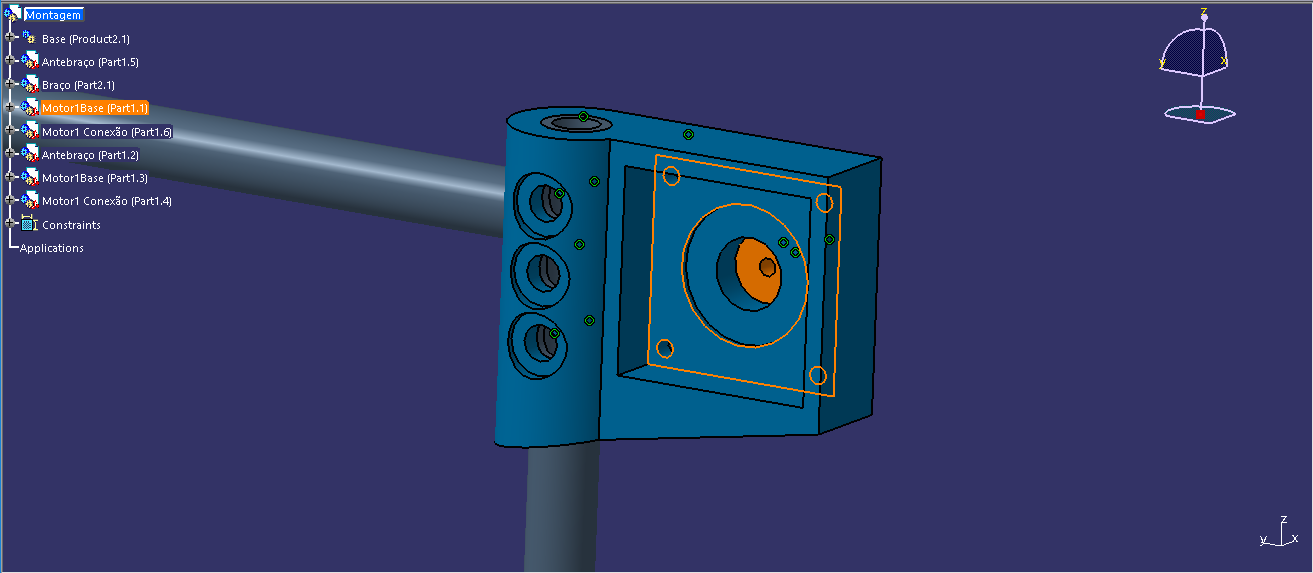 Montagem
Base (Product2.1)
Antebraço (Part1.5)
Braço (Part2.1)
Motor1Base (Part1.1)
Motor1 Conexão (Part1.6)
Antebraço (Part1.2)
Motor1Base (Part1.3)
Motor1 Conexão (Part1.4)
Constraints
Applications
z
y x
z
y x